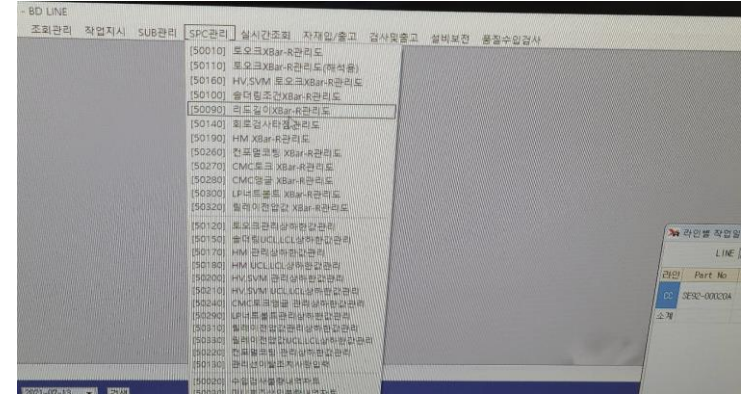 - BD LINE
조회관리 작업지시 SUB관리 SPC관리 실시간조회 자재입/출고 검사및출고 설비보전 품질수입검사
[50010] 토오크XBar-R관리도
[50110] 토오크XBar-R관리도(해석용)
[50160] HV,SVM 토오크XBar-R관리도
[50100] 솔더링조건XBar-R관리도
[50090] 리드길이XBar-R관리도
[50140] 회로검사타점관리도
[50190] HM XBar-R관리도
[50260] 컨포멀코팅 XBar-R관리도
[50270] CMC토크 XBar-R관리도
[50280] CMC앵글 XBar-R관리도
[50300] LP너트볼트 XBar-R관리도
[50320] 릴레이전압값 XBar-R관리도
[50120] 토오크관리상하한값관리
[50150] 솔더링UCL,LCL상하한값관리
[50170] HM 관리상하한값관리
[50180] HM UCL,LCL상하한값관리
[50200] HV,SVM 관리상하한값관리
[50210] HV,SVM UCL,LCL상하한값관리
[50240] CMC토크앵글 관리상하한값관리
[50290] LP너트볼트관리상하한값관리
[50310] 릴레이전압값관리상하한값관리
[50330] 릴레이전압값UCL,LCL상하한값관리
[50220] 컨포멀코팅 관리상하한값관리
[50130] 관리선이탈조치사항입력
[50020] 수입검사불량내역차트
[50030]
라인별 작업일
LINE
라인 Part No
CC SE92-00020A
소계
2021-07-13 검색